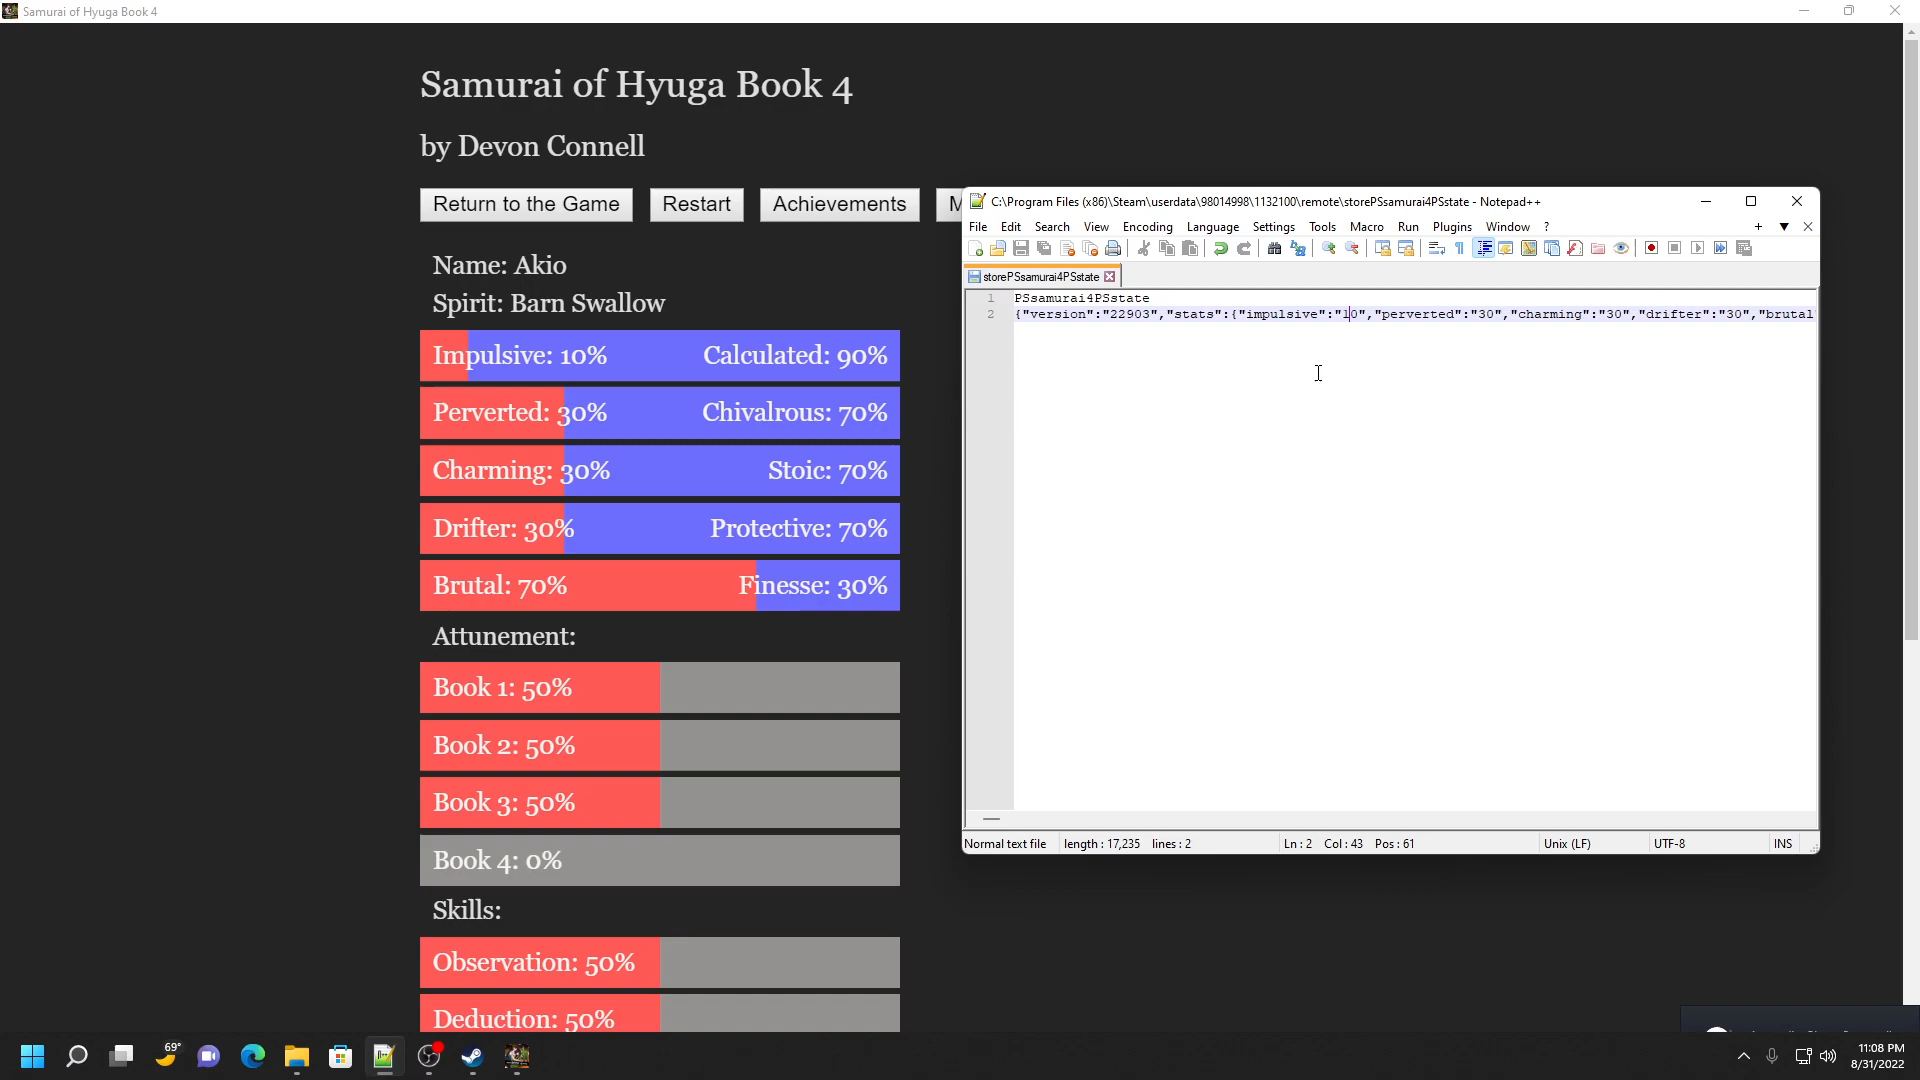 Samurai of Hyuga Book 4
Samurai of Hyuga Book 4
by Devon Connell
Return to the Game
Restart
Achievements
M
Name: Akio
Spirit: Barn Swallow
Impulsive: 10% Calculated: 90%
Perverted: 30% Chivalrous: 70%
Charming: 30% Stoic: 70%
Drifter: 30% Protective: 70%
Brutal: 70% Finesse: 30%
Attunement:
Book 1: 50%
Book 2: 50%
Book 3: 50%
Book 4: 0%
Skills:
Observation: 50%
Deduction: 50%
C:\Program Files (x86)\Steam\userdata\98014998\1132100\remote\storePSsamurai4PSstate - Notepad++
File Edit Search View Encoding Language Settings Tools Macro Run Plugins Window ?
storePSsamurai4PSstate
1 PSsamurai4PSstate
2 {"version":"22903","stats":{"impulsive":"10","perverted":"30","charming":"30","drifter":"30","brutal"
Normal text file length : 17,235 lines : 2 Ln : 2 Col : 43 Pos : 61 Unix (LF) UTF-8 INS
69°
11:08 PM
8/31/2022